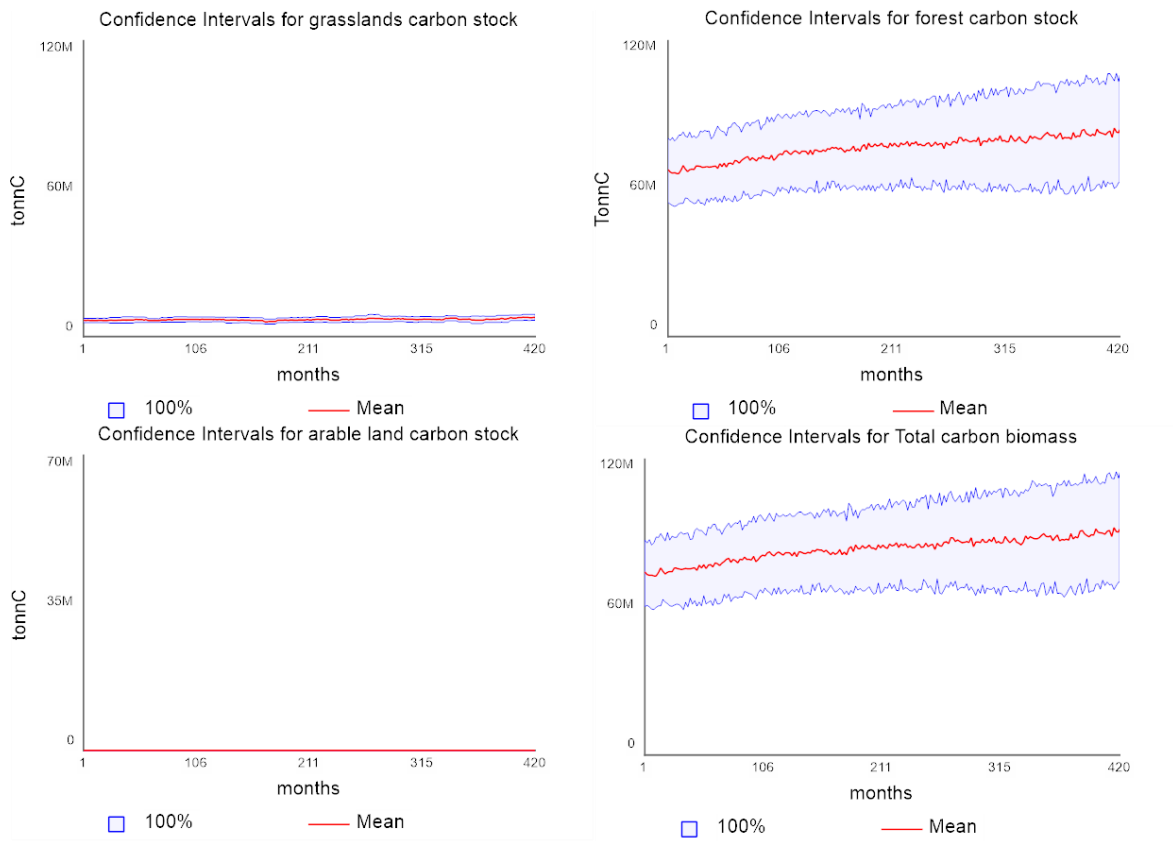 Confidence Intervals for grasslands carbon stock
120M
60M
0
tonnC
1 106 211 315 420
months
100% Mean
Confidence Intervals for forest carbon stock
120M
60M
0
TonnC
1 106 211 315 420
months
100% Mean
Confidence Intervals for arable land carbon stock
70M
35M
0
tonnC
1 106 211 315 420
months
100% Mean
Confidence Intervals for Total carbon biomass
120M
60M
0
1 106 211 315 420
months
100% Mean